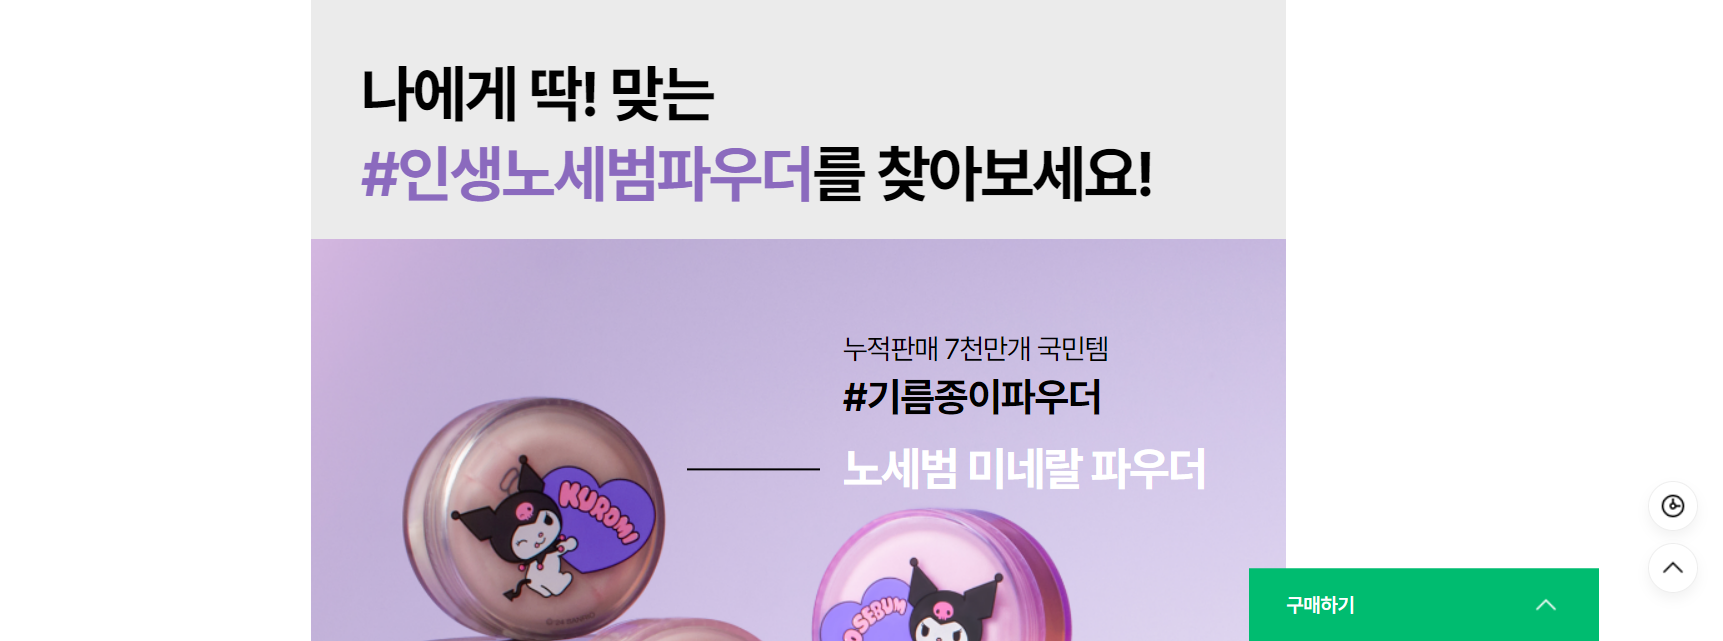 나에게 딱! 맞는
#인생노세범파우더를 찾아보세요!
누적판매 7천만개 국민템
#기름종이파우더
노세범 미네랄 파우더
KUROMI
OSEBUM
구매하기